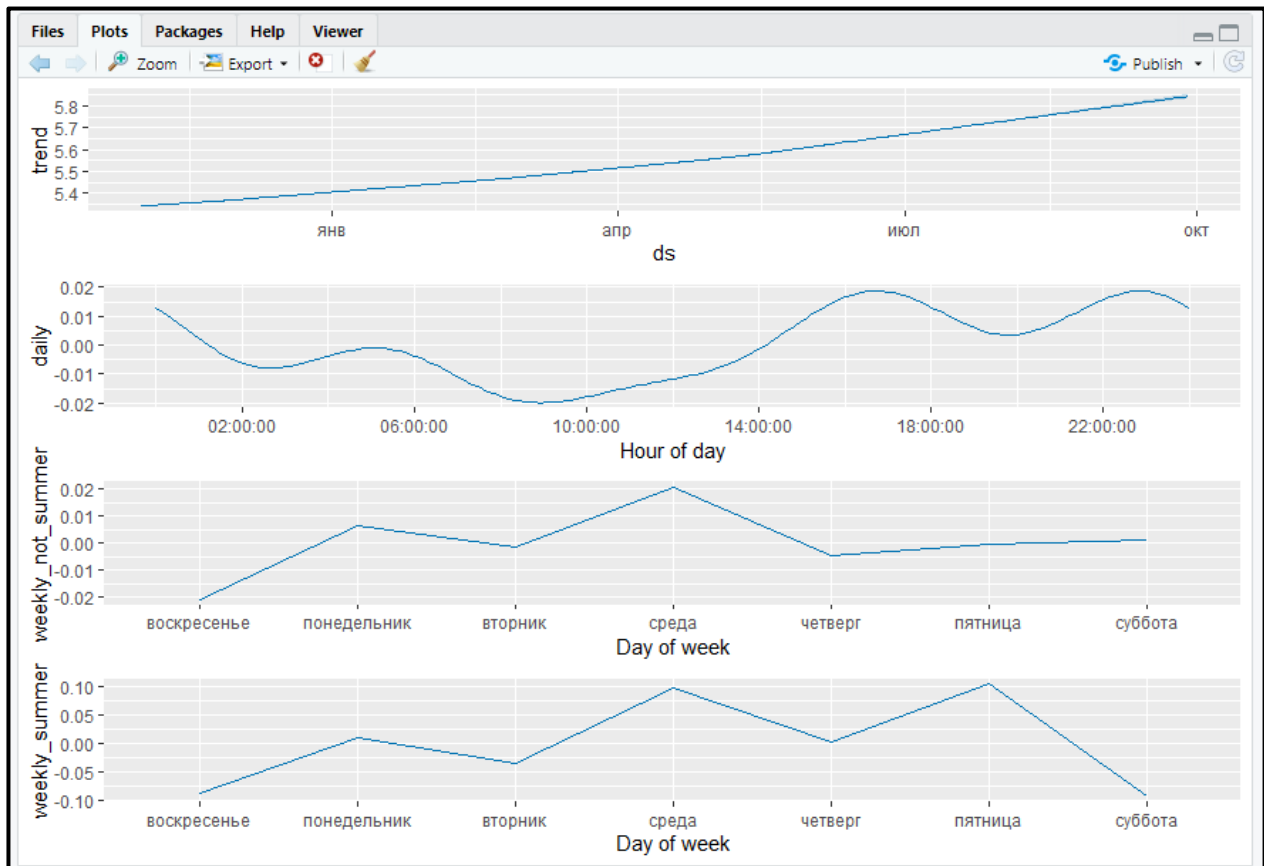 Files Plots Packages Help Viewer
Zoom Export Publish
5.8
5.7
5.6
5.5
5.4
trend
янв апр июл окт
ds
0.02
0.01
0.00
-0.01
-0.02
daily
02:00:00 06:00:00 10:00:00 14:00:00 18:00:00 22:00:00
Hour of day
0.02
0.01
0.00
-0.01
-0.02
weekly_not_summer
воскресенье понедельник вторник среда четверг пятница суббота
Day of week
0.10
0.05
0.00
-0.05
-0.10
weekly_summer
воскресенье понедельник вторник среда четверг пятница суббота
Day of week